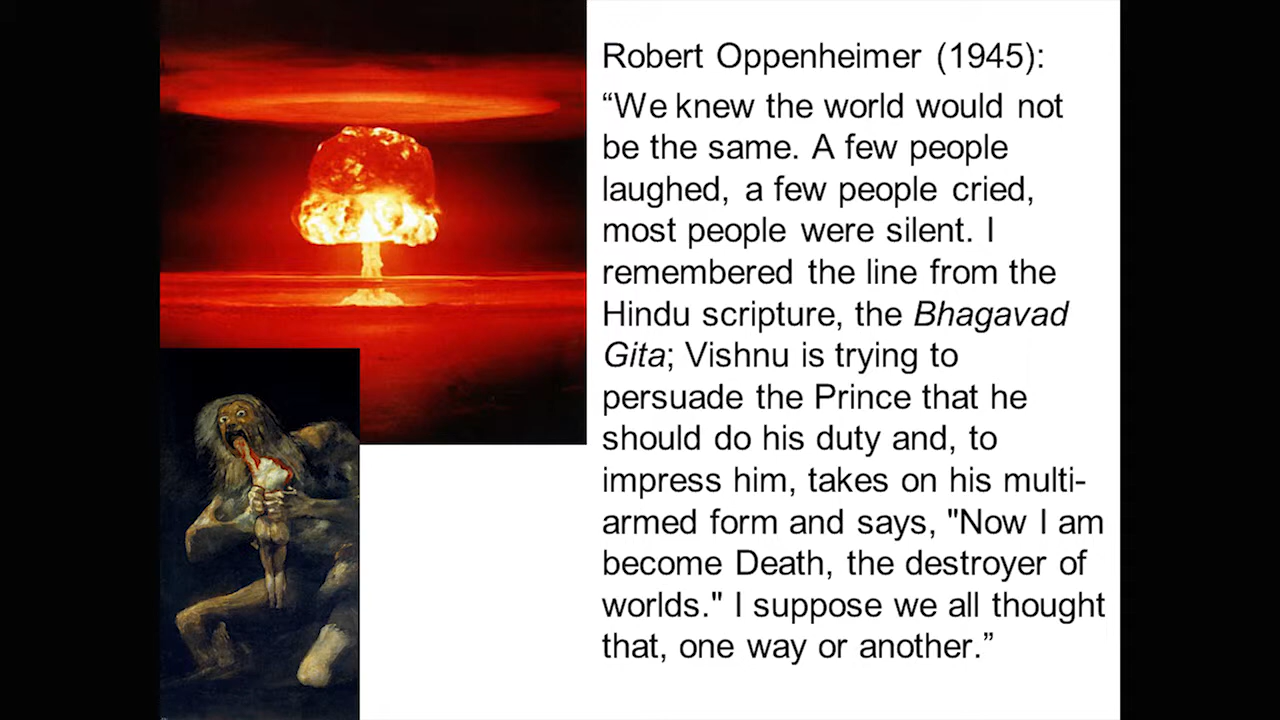 Robert Oppenheimer (1945):
“We knew the world would not
be the same. A few people
laughed, a few people cried,
most people were silent. I
remembered the line from the
Hindu scripture, the Bhagavad
Gita; Vishnu is trying to
persuade the Prince that he
should do his duty and, to
impress him, takes on his multi-
armed form and says, "Now I am
become Death, the destroyer of
worlds." I suppose we all thought
that, one way or another.”